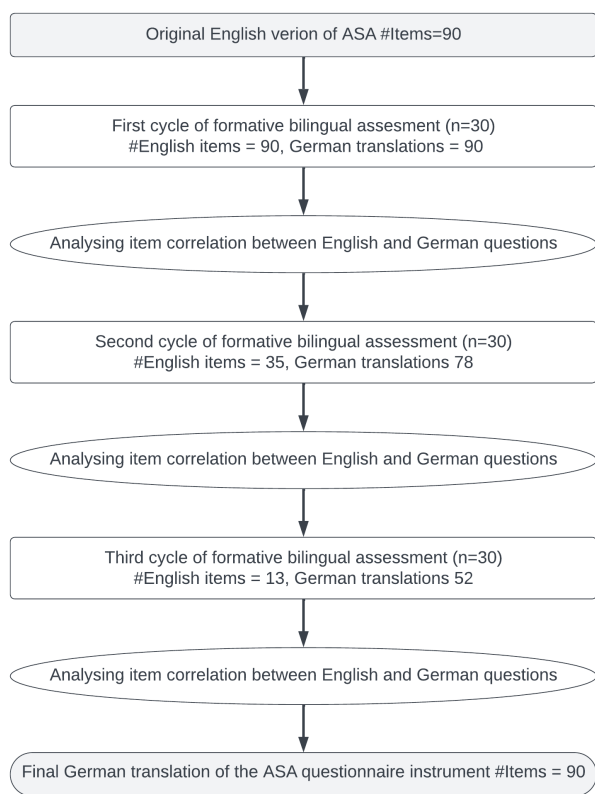 Original English verion of ASA #Items=90
First cycle of formative bilingual assesment (n=30)
#English items = 90, German translations = 90
Analysing item correlation between English and German questions
Second cycle of formative bilingual assessment (n=30)
#English items = 35, German translations 78
Analysing item correlation between English and German questions
Third cycle of formative bilingual assessment (n=30)
#English items = 13, German translations 52
Analysing item correlation between English and German questions
Final German translation of the ASA questionnaire instrument #Items = 90